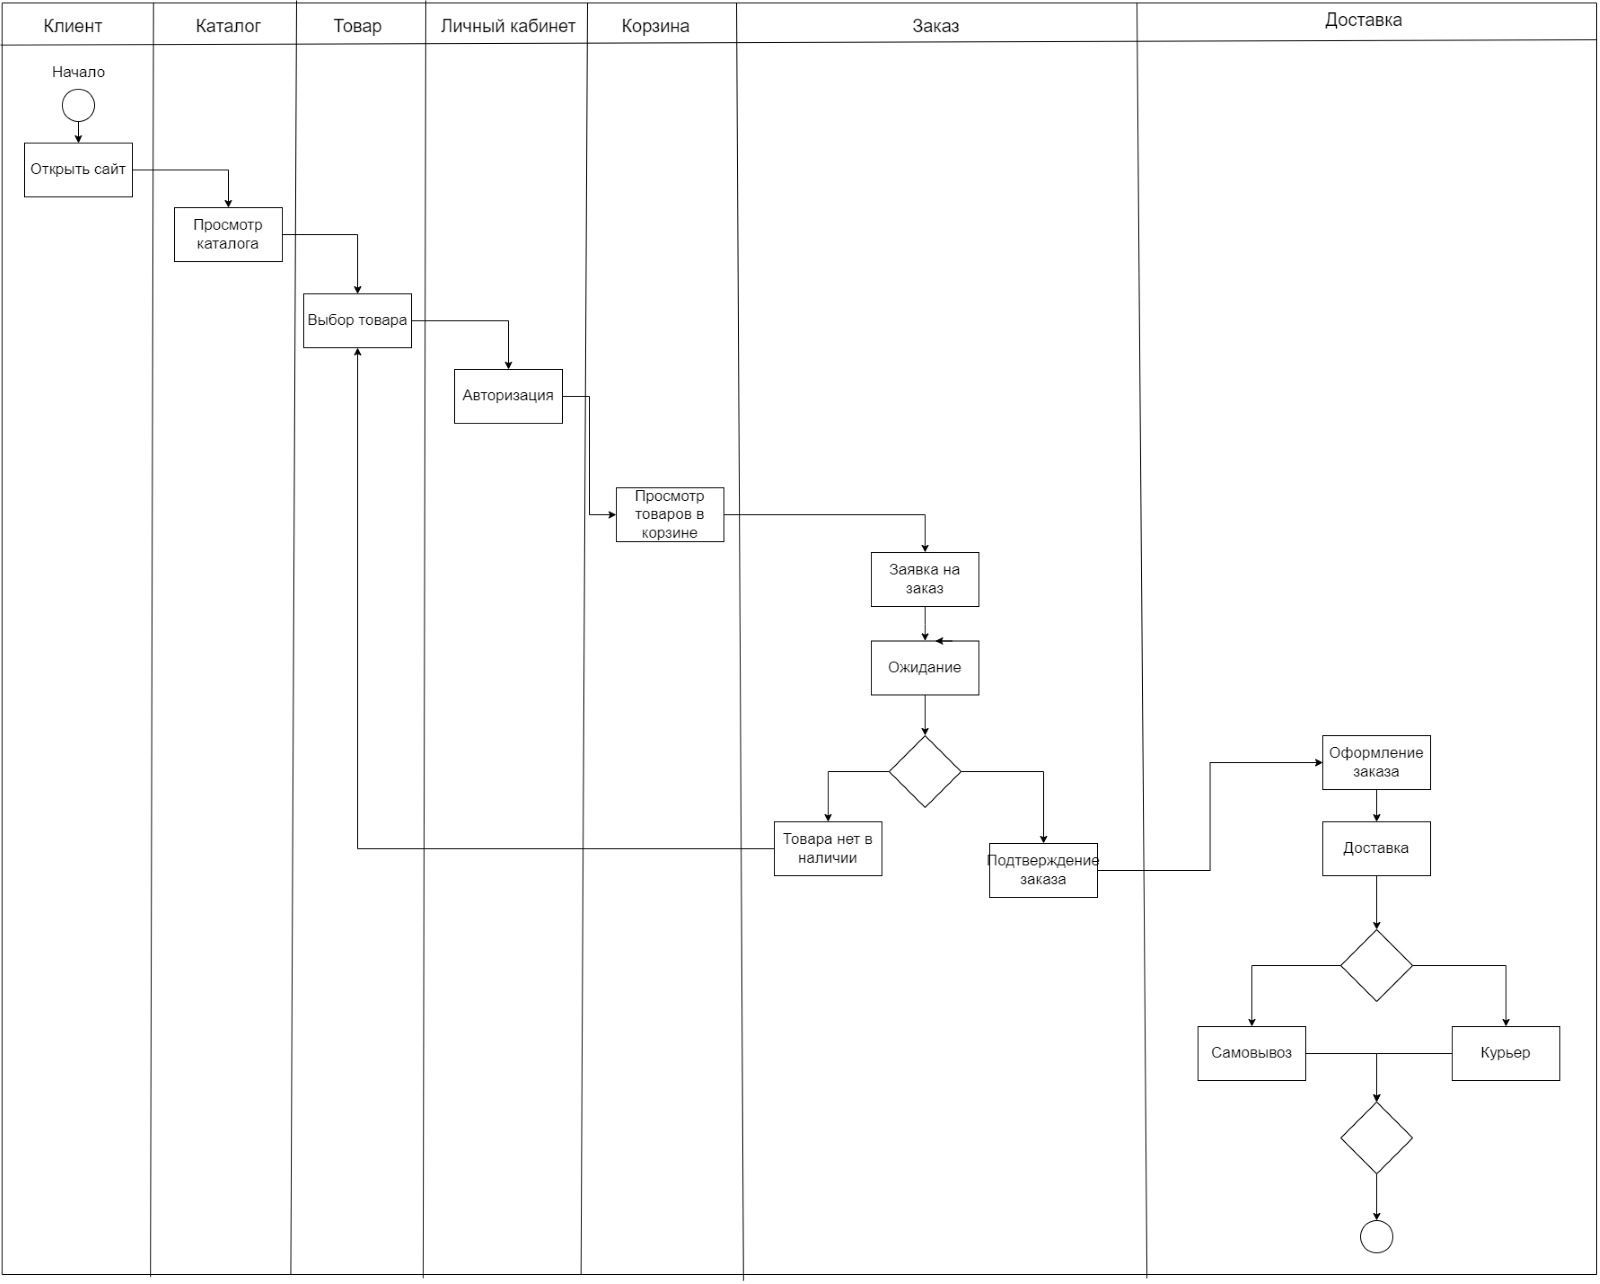 Клиент
Каталог
Товар
Личный кабинет
Корзина
Заказ
Доставка
Начало
Открыть сайт
Просмотр
каталога
Выбор товара
Авторизация
Просмотр
товаров в
корзине
Заявка на
заказ
Ожидание
Товара нет в
наличии
Подтверждение
заказа
Оформление
заказа
Доставка
Самовывоз
Курьер